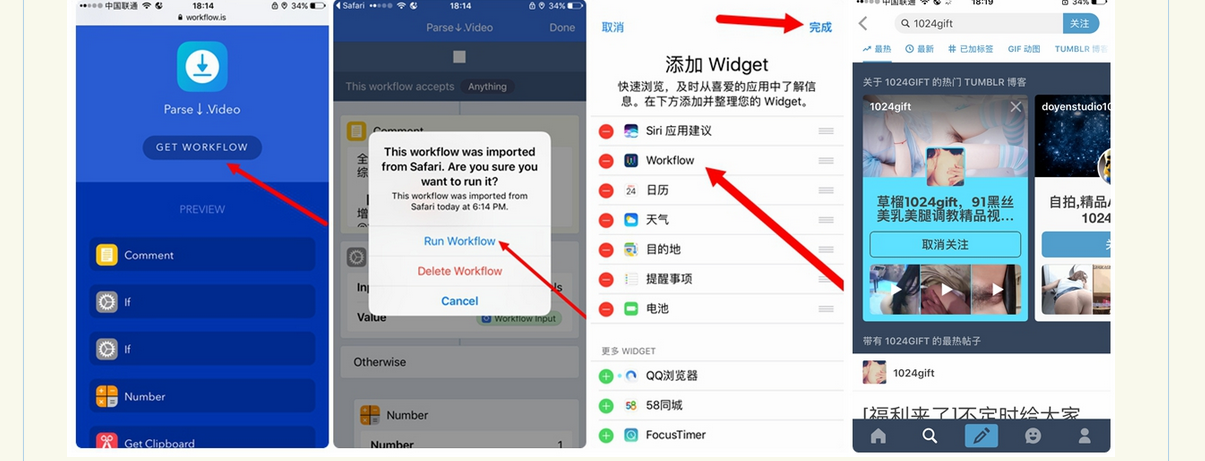 中国联通 18:14 34%
workflow.is
Parse↓.Video
GET WORKFLOW
PREVIEW
Comment
If
If
Number
Get Clipboard
Safari 18:14 34%
Parse↓.Video Done
This workflow accepts Anything
Comment
This workflow was imported
from Safari. Are you sure you
want to run it?
This workflow was imported from
Safari today at 6:14 PM.
Run Workflow
Delete Workflow
Cancel
Value Workflow Input
Otherwise
Number
Number 1
取消 完成
添加 Widget
快速浏览，及时从喜爱的应用中了解信
息。在下方添加并整理您的 Widget。
Siri 应用建议
Workflow
24 日历
天气
目的地
提醒事项
电池
更多 WIDGET
QQ浏览器
58 58同城
FocusTimer
中国联通 18:19 34%
1024gift 关注
最热 最新 已加标签 GIF 动图 TUMBLR 博
关于 1024GIFT 的热门 TUMBLR 博客
1024gift
草榴1024gift，91黑丝
美乳美腿调教精品视...
取消关注
doyenstudio10
自拍,精品A
1024
带有 1024GIFT 的最热帖子
1024gift
[福利来了]不定时给大家